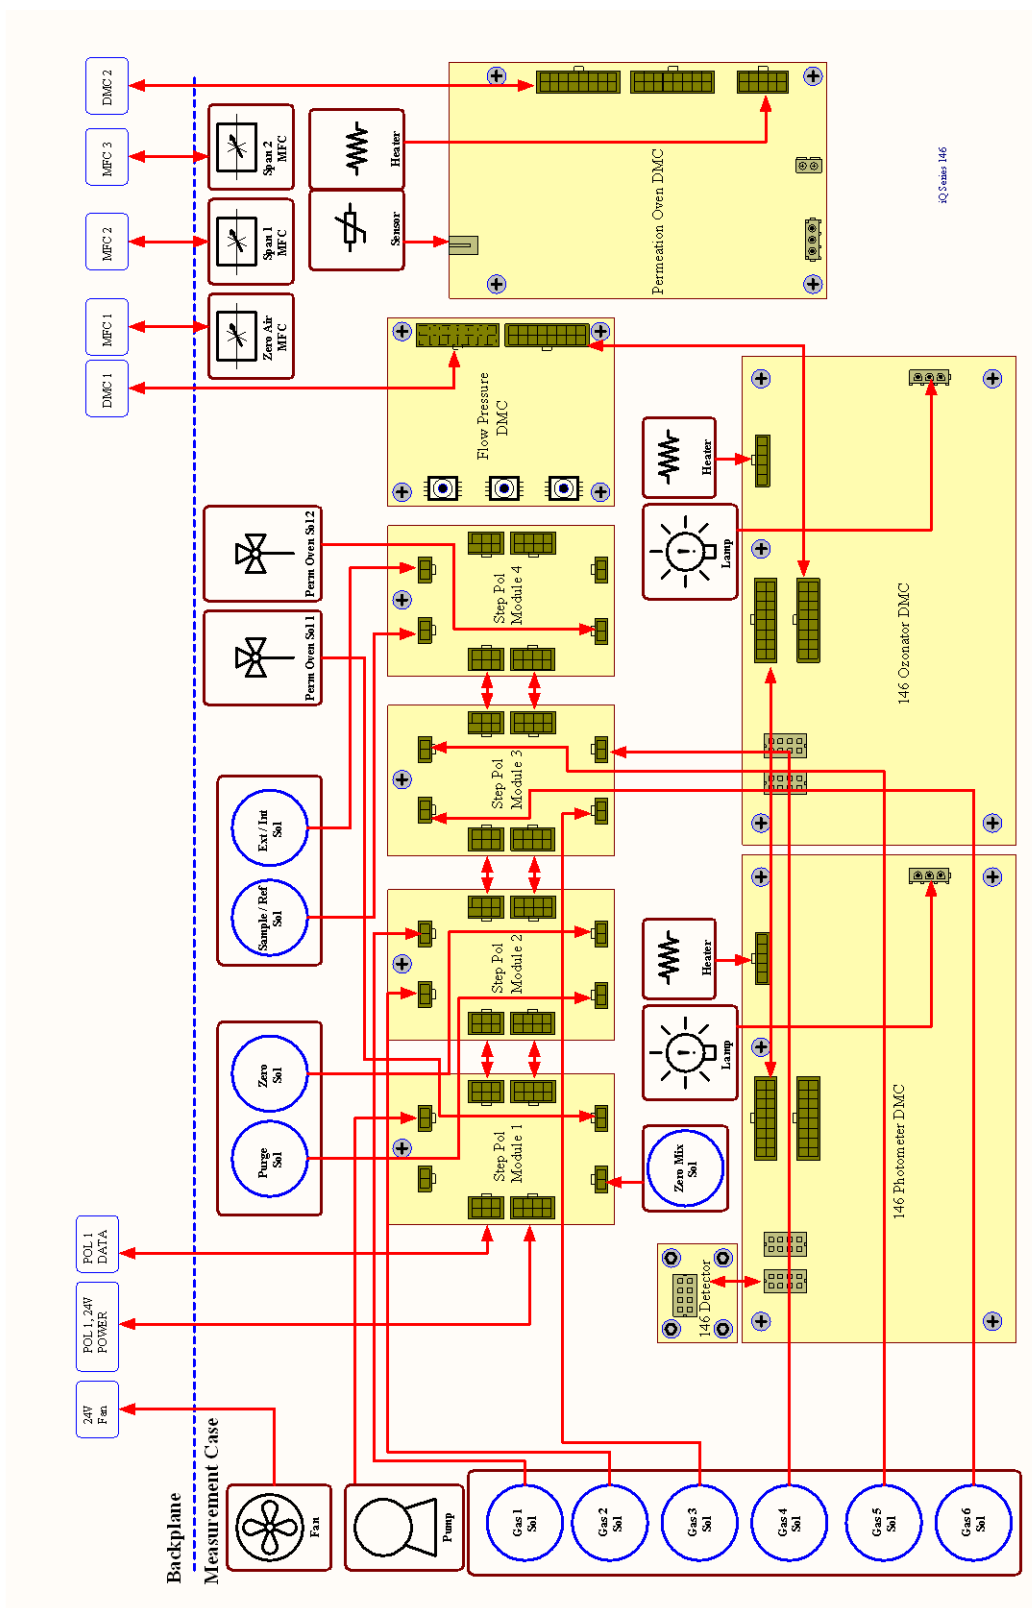 Backplane
Measurement Case
24V
Fan
POL 1, 24V
POWER
POL 1
DATA
DMC 1
MFC 1
MFC 2
MFC 3
DMC 2
Fan
Purge
Sol
Zero
Sol
Sample / Ref
Sol
Ext / Int
Sol
Perm Oven Sol 1
Perm Oven Sol 2
Zero Air
MFC
Span 1
MFC
Span 2
MFC
Sensor
Heater
Pump
Step Pol
Module 1
Step Pol
Module 2
Step Pol
Module 3
Step Pol
Module 4
Flow Pressure
DMC
Permeation Oven DMC
Gas 1
Sol
Gas 2
Sol
Gas 3
Sol
Gas 4
Sol
Gas 5
Sol
Gas 6
Sol
146 Detector
Zero Mix
Sol
Lamp
Heater
Lamp
Heater
146 Photometer DMC
146 Ozonator DMC
iQ Series 146